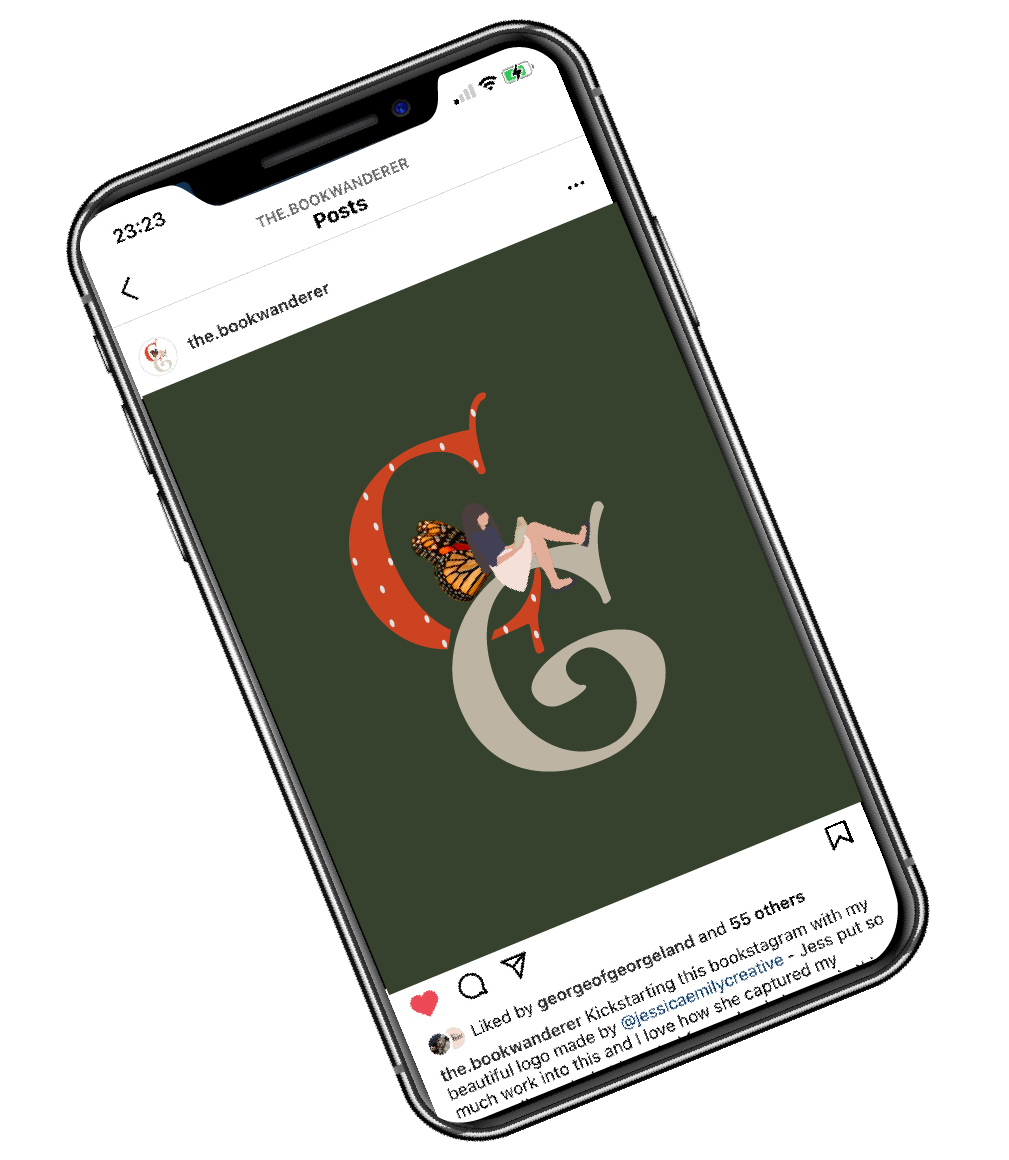 23:23
THE.BOOKWANDERER
Posts
the.bookwanderer
Liked by georgeofgeorgeland and 55 others
the.bookwanderer Kickstarting this bookstagram with my
beautiful logo made by @jessicaemilycreative - Jess put so
much work into this and I love how she captured my